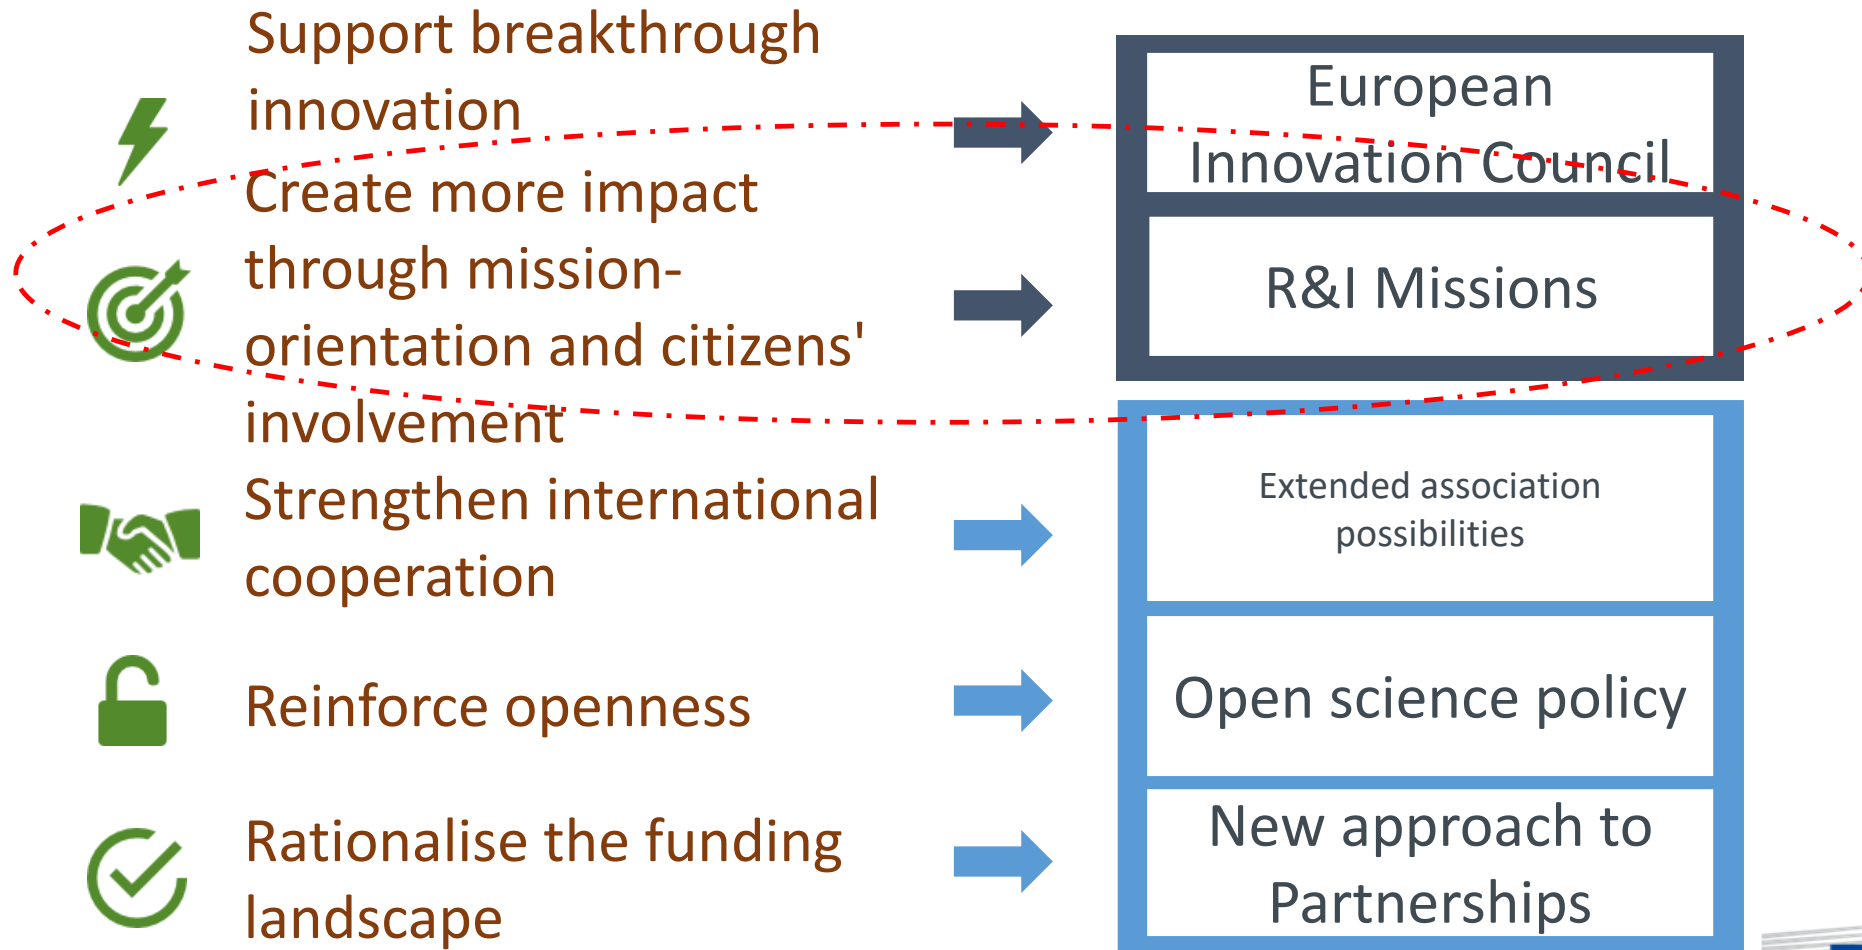 Support breakthrough
innovation
European
Innovation Council
Create more impact
through mission-
orientation and citizens'
involvement
R&I Missions
Strengthen international
cooperation
Extended association
possibilities
Reinforce openness
Open science policy
Rationalise the funding
landscape
New approach to
Partnerships